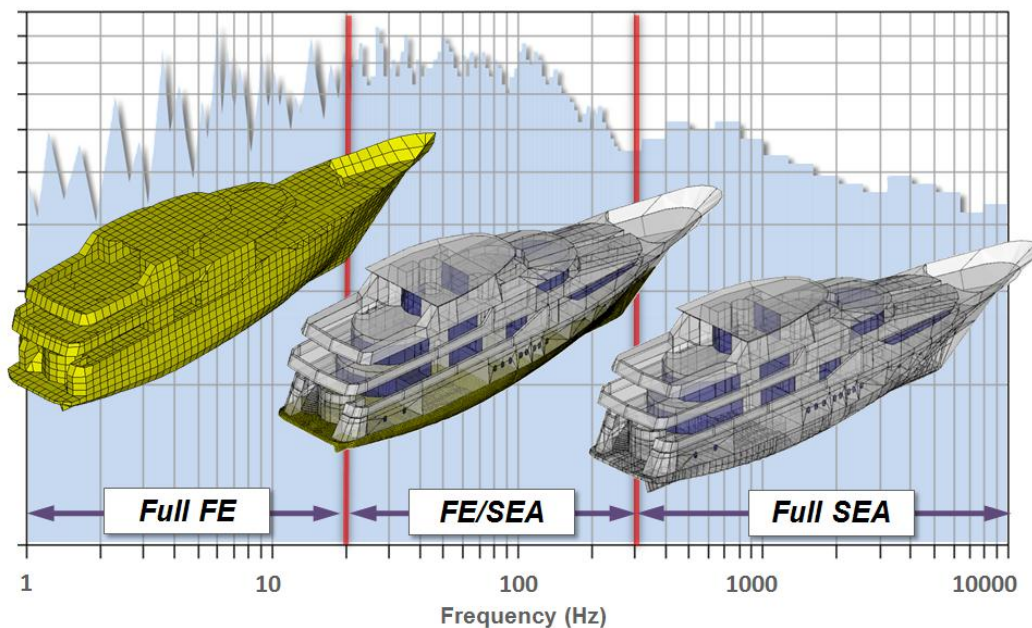 Full FE
FE/SEA
Full SEA
1
10
100
1000
10000
Frequency (Hz)